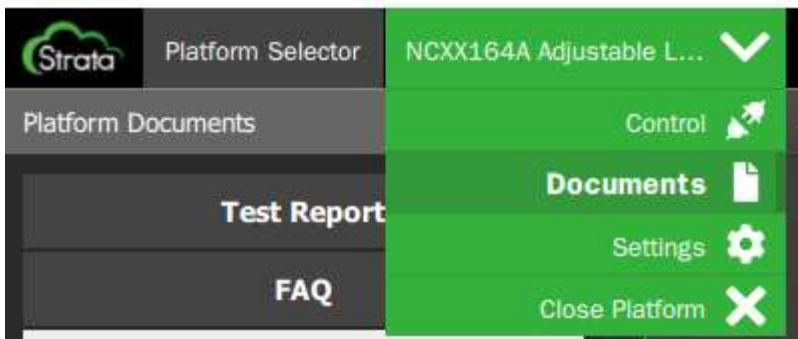 Strata
Platform Selector
NCXX164A Adjustable L...
Platform Documents
Control
Documents
Test Report
Settings
FAQ
Close Platform